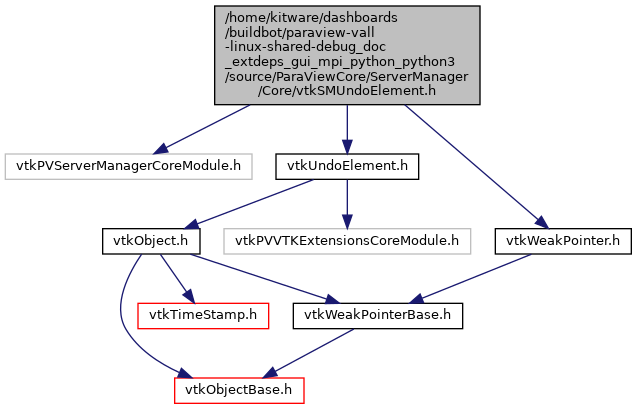 /home/kitware/dashboards
/buildbot/paraview-vall
-linux-shared-debug_doc
_extdeps_gui_mpi_python_python3
/source/ParaViewCore/ServerManager
/Core/vtkSMUndoElement.h
vtkPVServerManagerCoreModule.h
vtkUndoElement.h
vtkObject.h
vtkPVVTKExtensionsCoreModule.h
vtkWeakPointer.h
vtkTimeStamp.h
vtkWeakPointerBase.h
vtkObjectBase.h